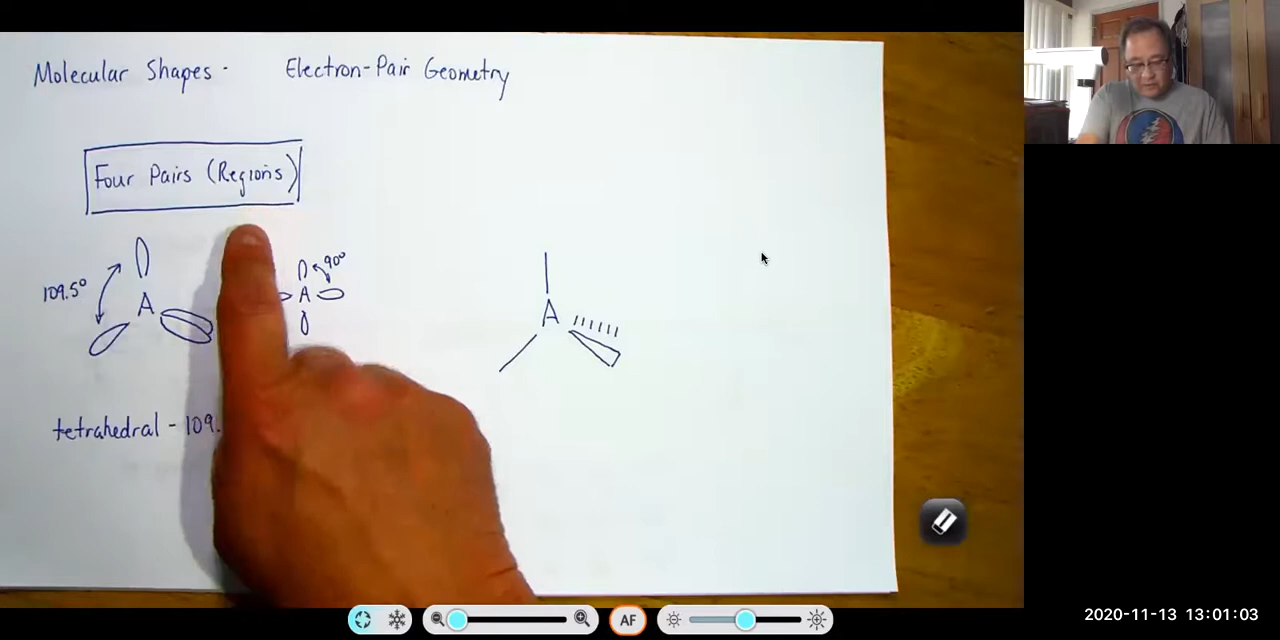 Molecular Shapes - Electron-Pair Geometry
Four Pairs (Regions)
109.5°
A
90°
A
A
tetrahedral - 109.
AF
2020-11-13 13:01:03